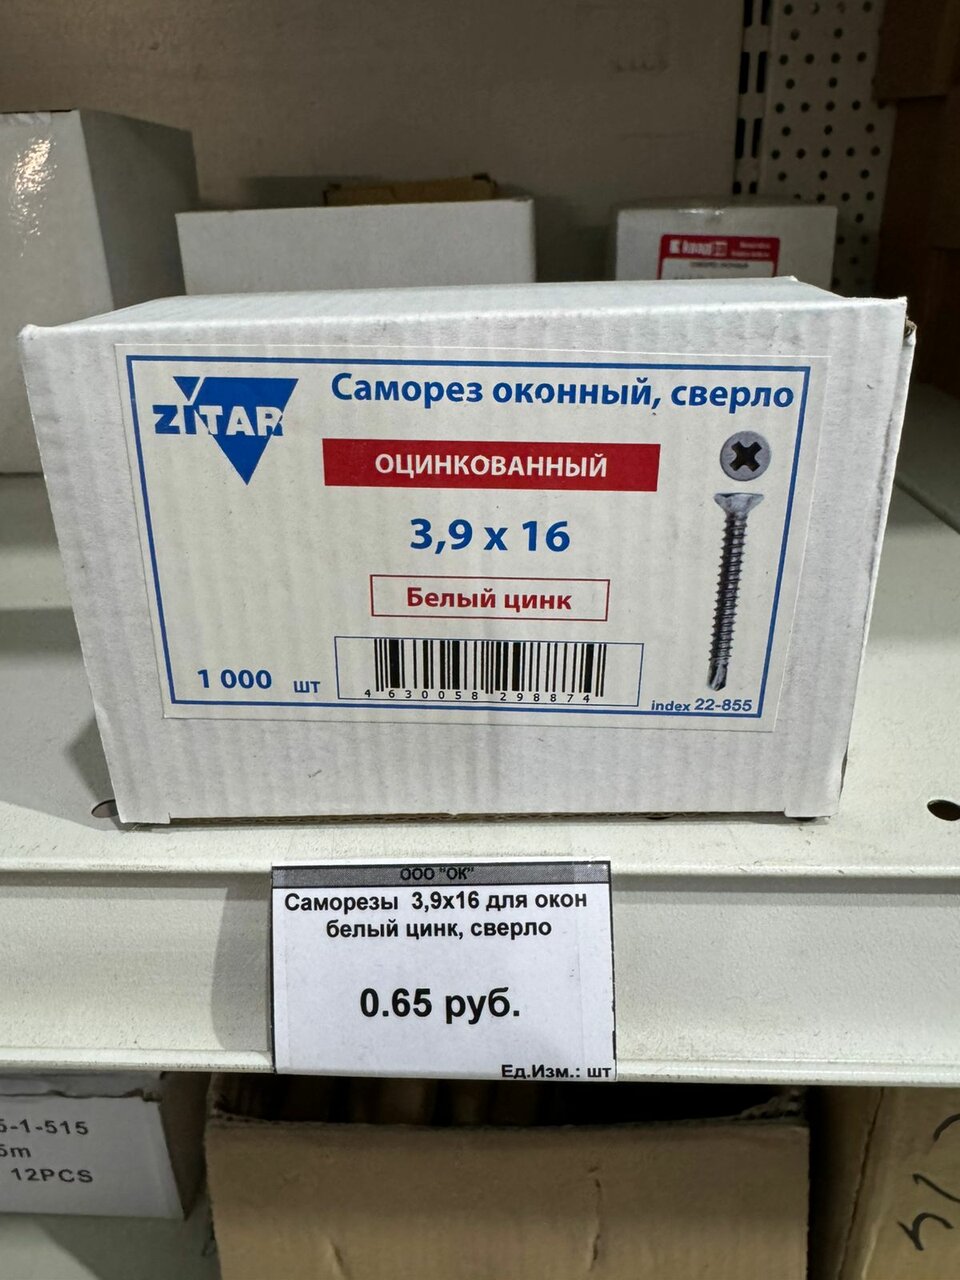 ZITAR
Саморез оконный, сверло
ОЦИНКОВАННЫЙ
3,9 x 16
Белый цинк
1 000 шт
4 630058 298874
index 22-855
ООО "ОК"
Саморезы 3,9х16 для окон
белый цинк, сверло
0.65 руб.
Ед.Изм.: шт
5-1-515
5m
12PCS